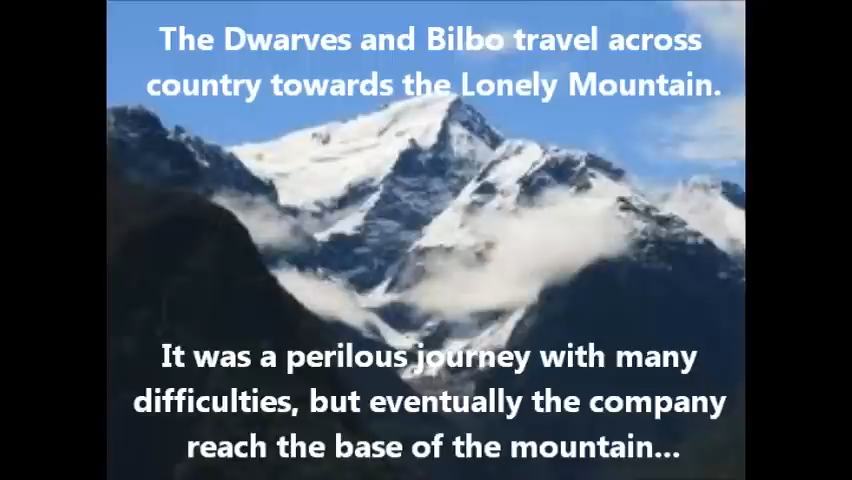 The Dwarves and Bilbo travel across
country towards the Lonely Mountain.
It was a perilous journey with many
difficulties, but eventually the company
reach the base of the mountain...